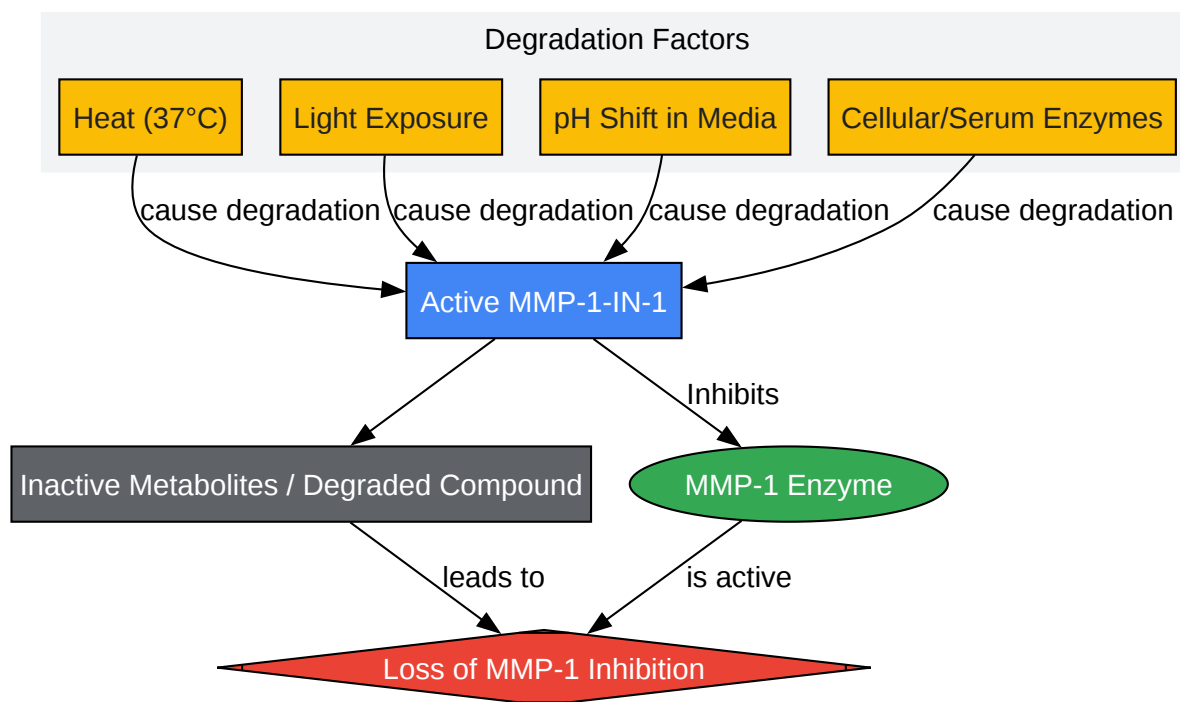 Degradation Factors
Heat (37°C)
Light Exposure
pH Shift in Media
Cellular/Serum Enzymes
cause degradation
cause degradation
cause degradation
cause degradation
Active MMP-1-IN-1
Inhibits
Inactive Metabolites / Degraded Compound
MMP-1 Enzyme
leads to
is active
Loss of MMP-1 Inhibition